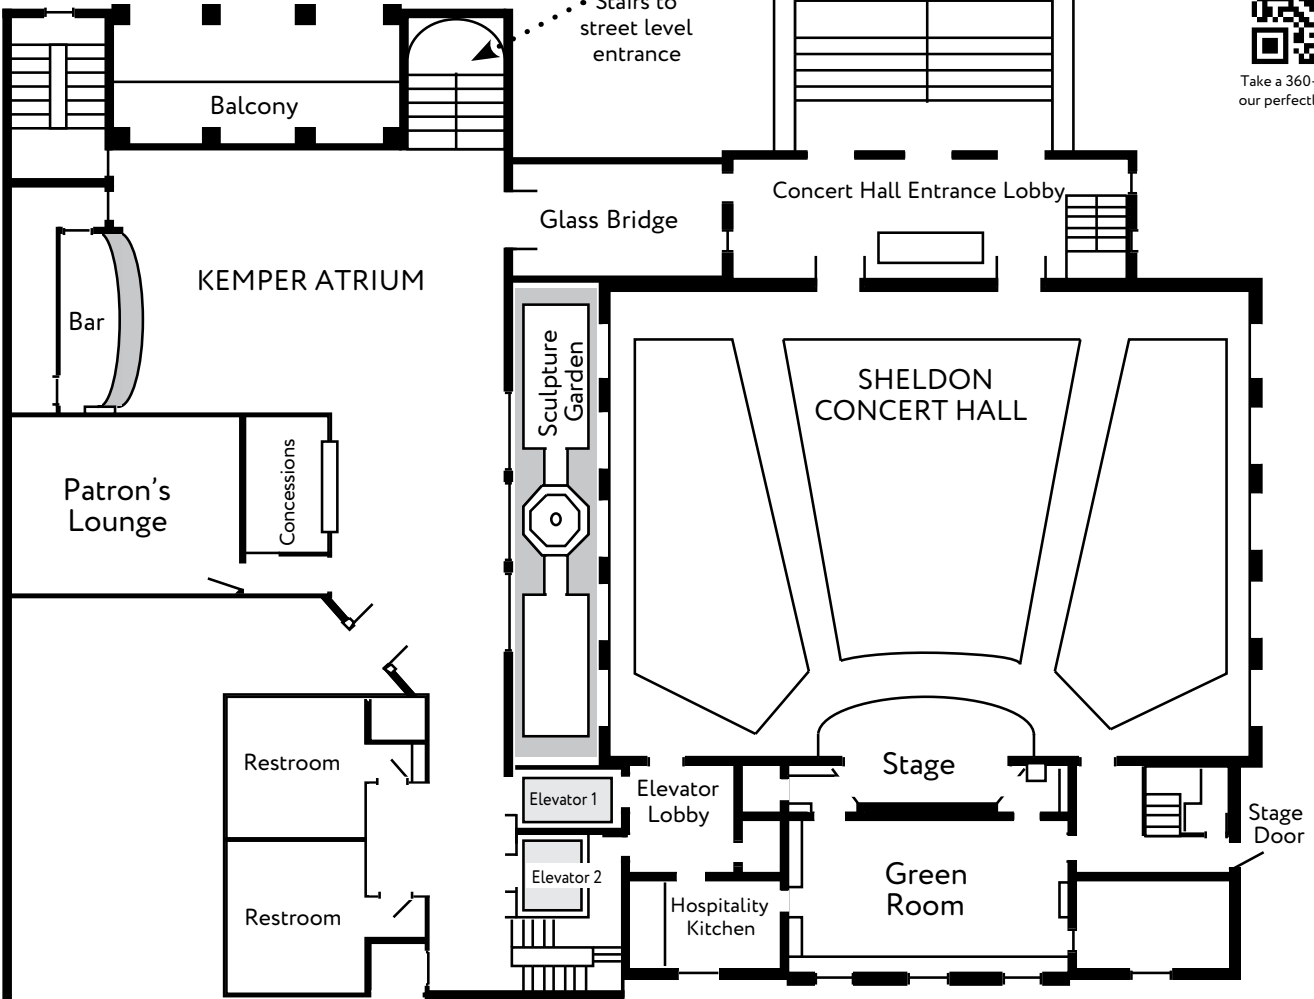 Stairs to
street level
entrance
Take a 360-
our perfectl
Balcony
Concert Hall Entrance Lobby
Glass Bridge
KEMPER ATRIUM
Bar
Sculpture
Garden
SHELDON
CONCERT HALL
Patron's
Lounge
Concessions
Restroom
Stage
Elevator 1
Elevator
Lobby
Stage
Door
Elevator 2
Green
Room
Hospitality
Kitchen
Restroom